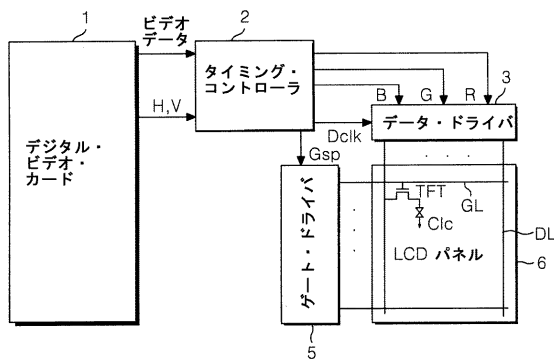 1
ビデオ
データ
2
タイミング・
コントローラ
H,V
デジタル・
ビデオ・
カード
B
G
R
3
データ・ドライバ
Dclk
Gsp
ゲート・ドライバ
5
TFT
GL
Clc
DL
LCD パネル
6